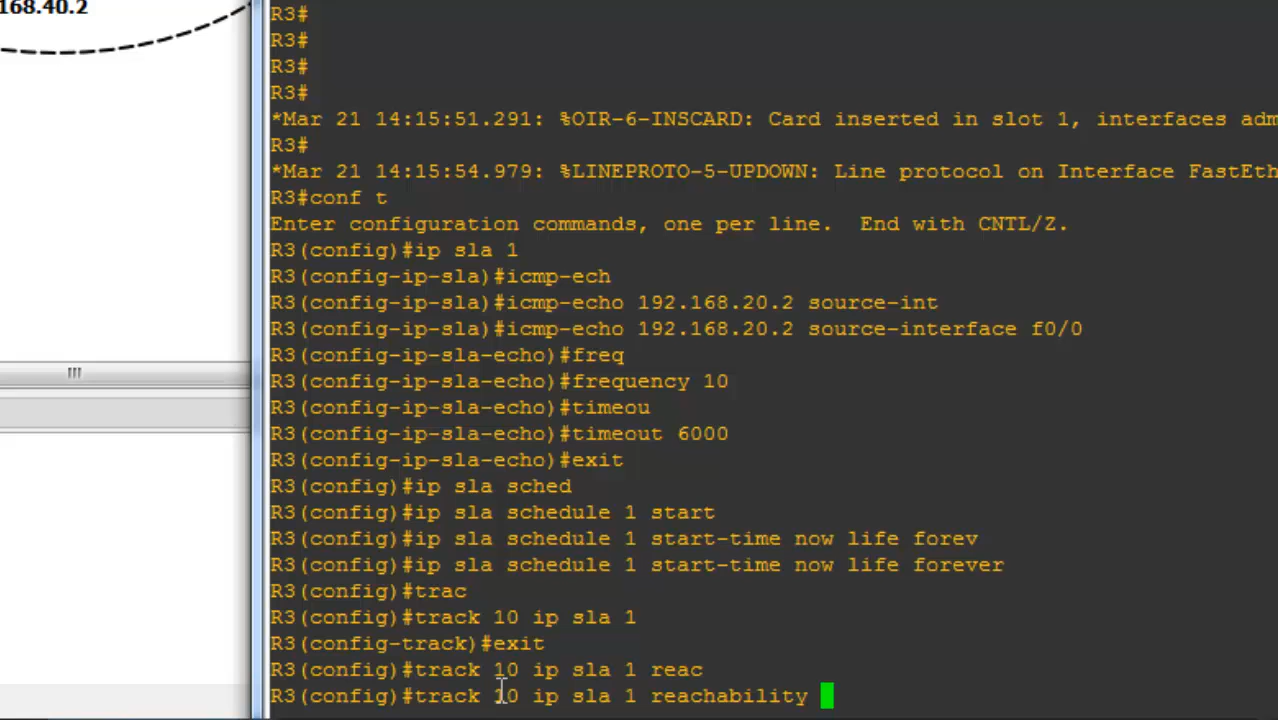 168.40.2
R3#
R3#
R3#
R3#
*Mar 21 14:15:51.291: %OIR-6-INSCARD: Card inserted in slot 1, interfaces adm
R3#
*Mar 21 14:15:54.979: %LINEPROTO-5-UPDOWN: Line protocol on Interface FastEth
R3#conf t
Enter configuration commands, one per line.  End with CNTL/Z.
R3(config)#ip sla 1
R3(config-ip-sla)#icmp-ech
R3(config-ip-sla)#icmp-echo 192.168.20.2 source-int
R3(config-ip-sla)#icmp-echo 192.168.20.2 source-interface f0/0
R3(config-ip-sla-echo)#freq
R3(config-ip-sla-echo)#frequency 10
R3(config-ip-sla-echo)#timeou
R3(config-ip-sla-echo)#timeout 6000
R3(config-ip-sla-echo)#exit
R3(config)#ip sla sched
R3(config)#ip sla schedule 1 start
R3(config)#ip sla schedule 1 start-time now life forev
R3(config)#ip sla schedule 1 start-time now life forever
R3(config)#trac
R3(config)#track 10 ip sla 1
R3(config-track)#exit
R3(config)#track 10 ip sla 1 reac
R3(config)#track 10 ip sla 1 reachability